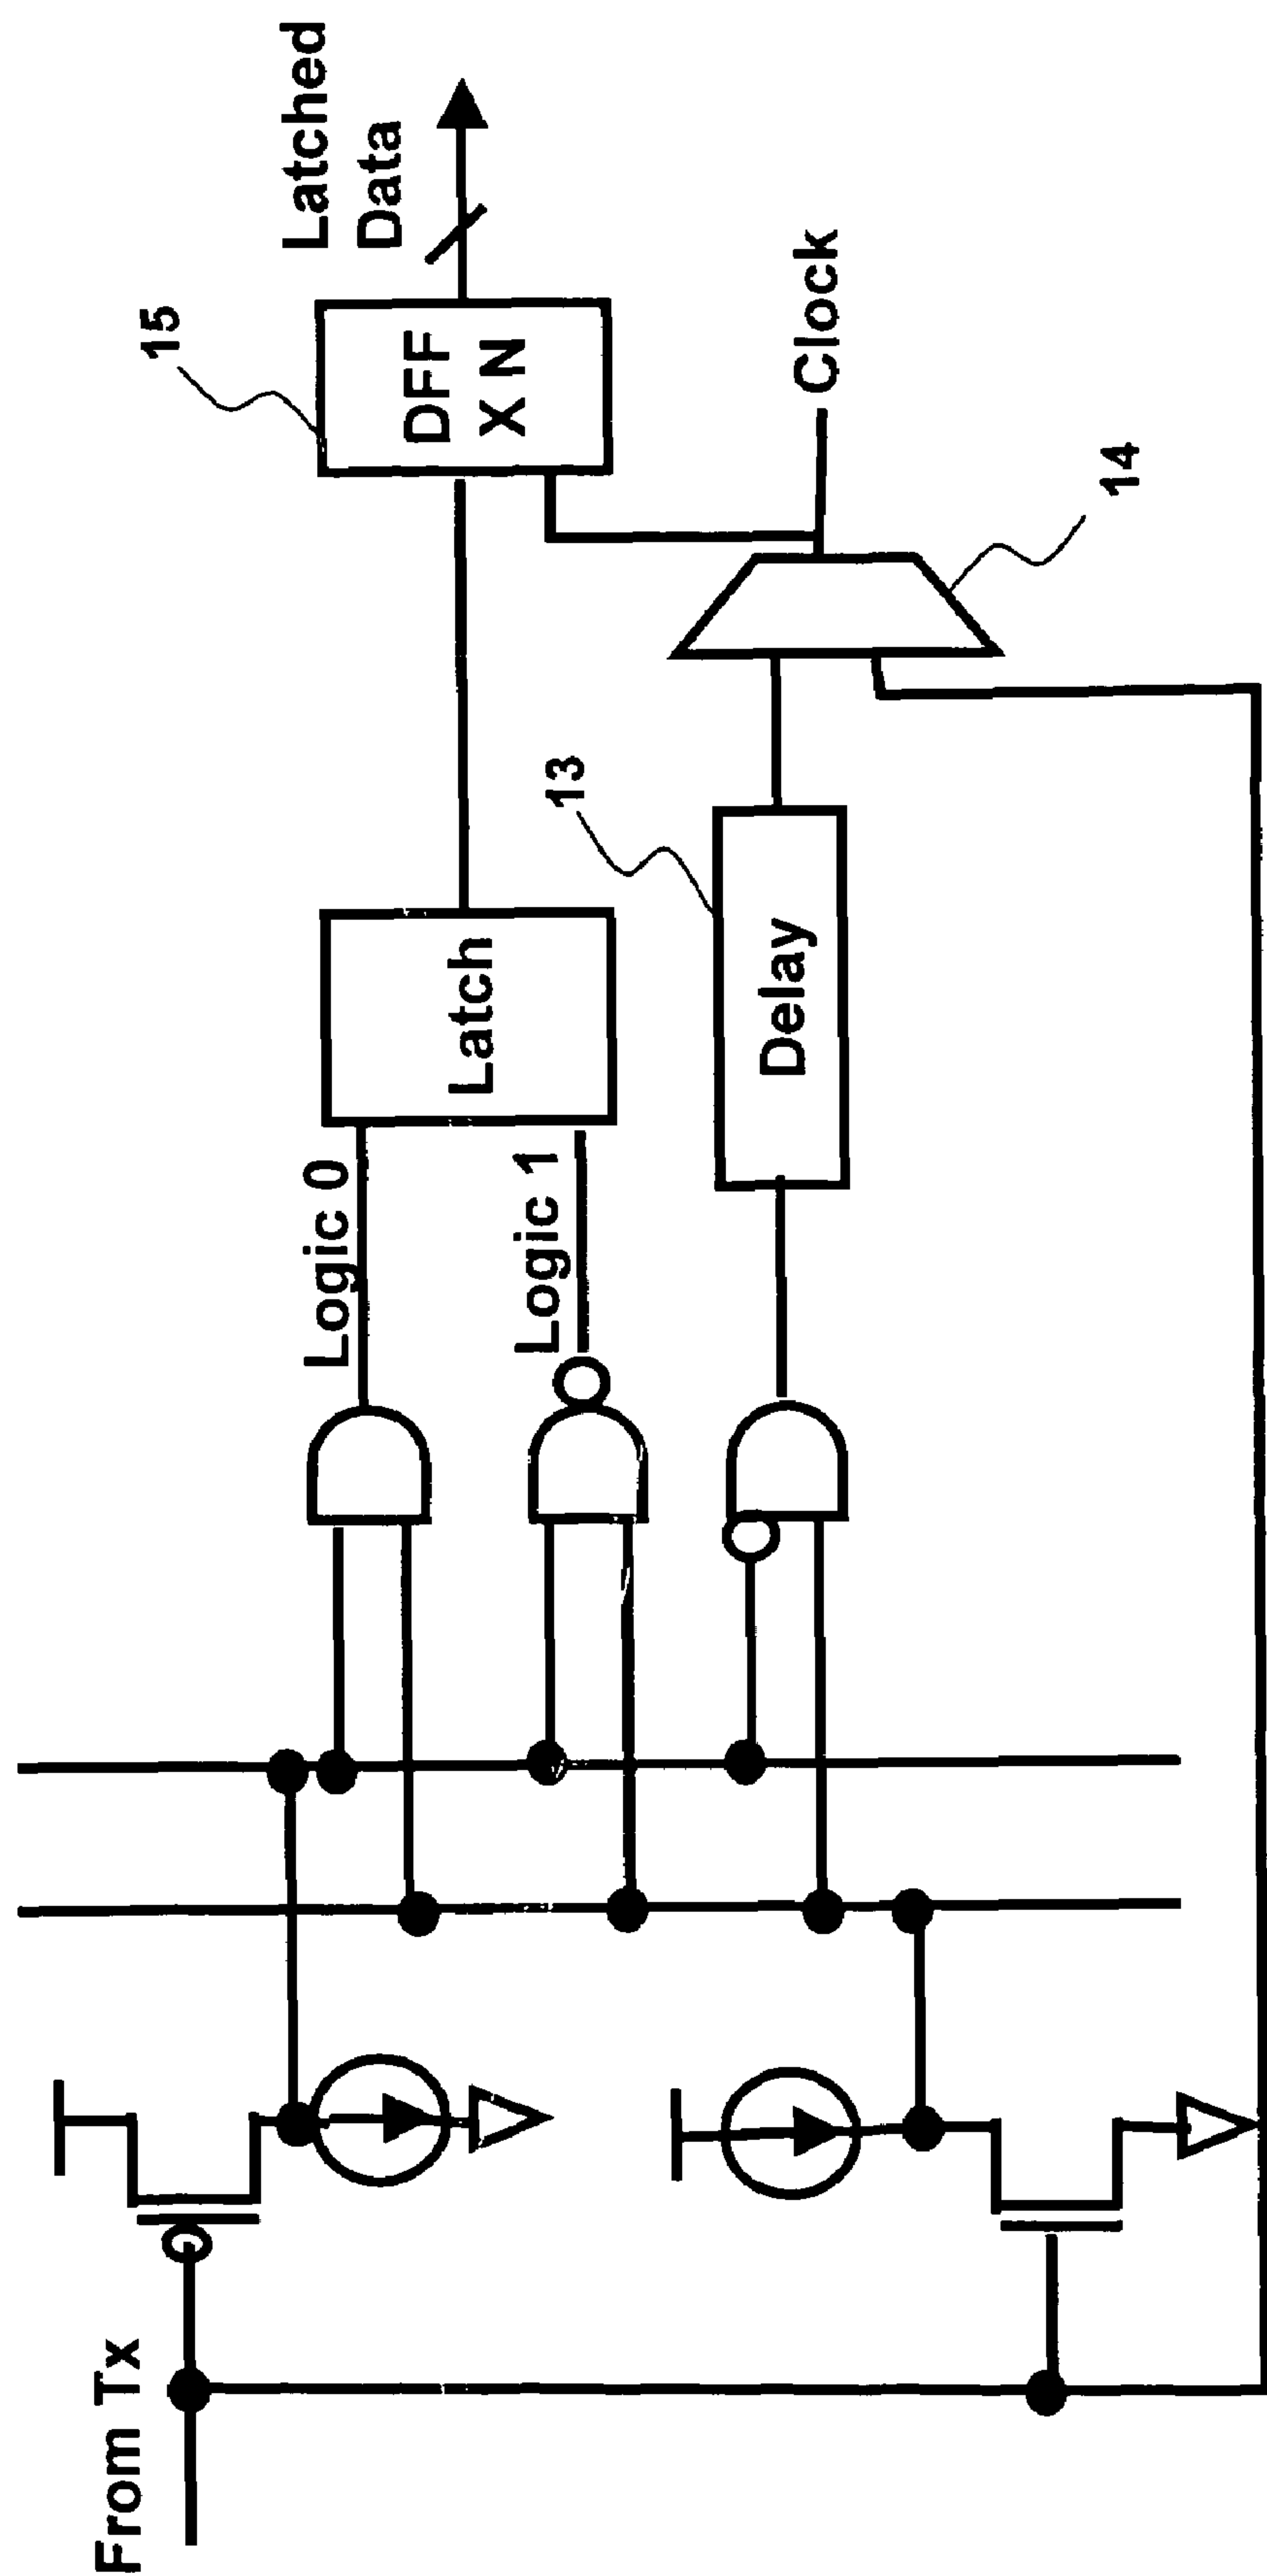 From Tx
Logic 0
Logic 1
Latch
13
Delay
15
DFF
X N
Latched
Data
Clock
14